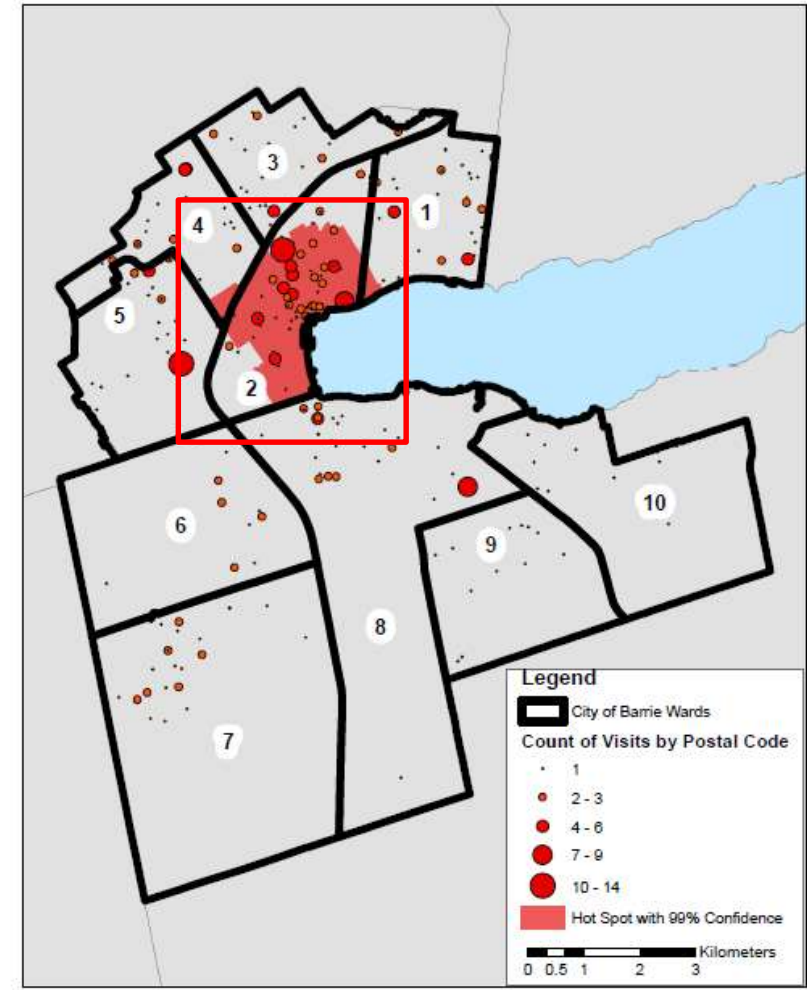 3
1
4
5
2
10
6
9
8
7
Legend
City of Barrie Wards
Count of Visits by Postal Code
1
2 - 3
4 - 6
7 - 9
10 - 14
Hot Spot with 99% Confidence
Kilometers
0 0.5 1 2 3